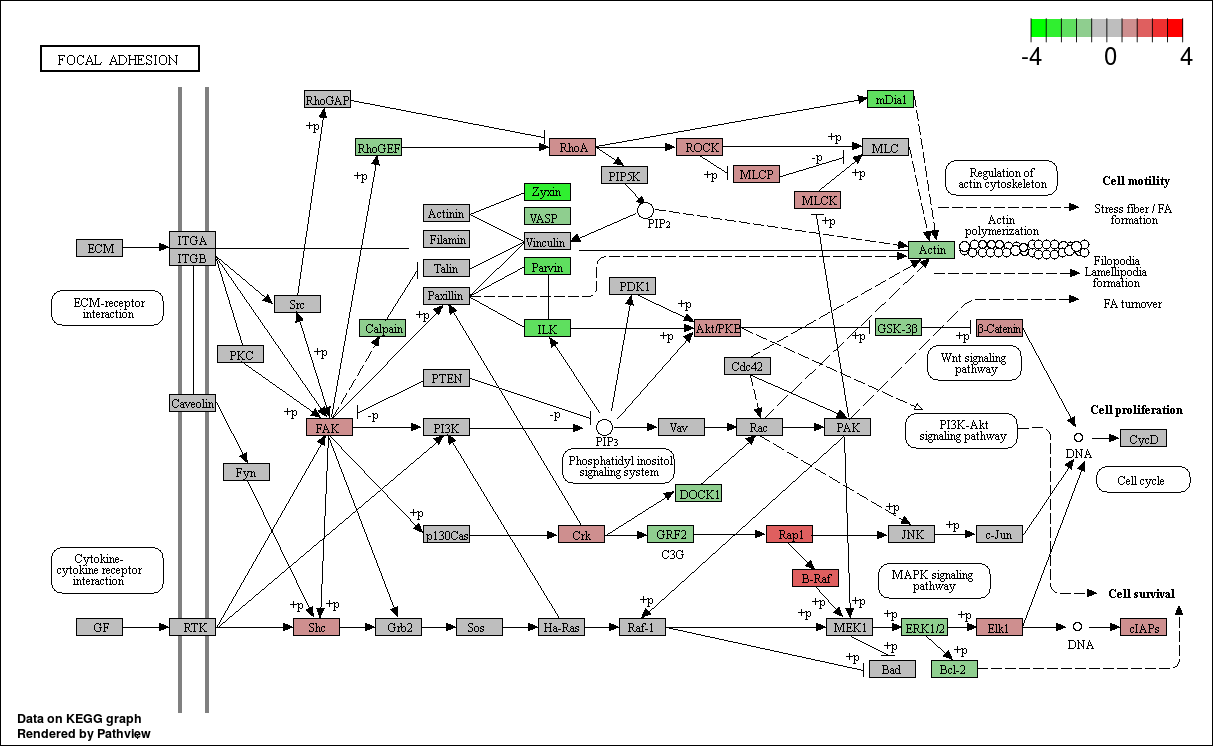 -4 0 4
FOCAL ADHESION
RhoGAP
mDia1
+p
RhoGEF
RhoA
ROCK
+p
MLC
-p
+p
+p
MLCP
PIP5K
+p
Regulation of
actin cytoskeleton
Cell motility
Zyxin
MLCK
Actinin
VASP
PIP2
+p
Stress fiber / FA
formation
Actin
polymerization
ECM
ITGA
ITGB
Filamin
Vinculin
Actin
Talin
Parvin
Filopodia
Lamellipodia
formation
ECM-receptor
interaction
Src
Paxillin
PDK1
+p
FA turnover
Calpain
+p
ILK
+p
Akt/PKB
+p
GSK-3β
+p
β-Catenin
PKC
+p
Cdc42
Wnt signaling
pathway
PTEN
Caveolin
+p
-p
-p
Cell proliferation
FAK
PI3K
PIP3
Vav
Rac
PAK
PI3K-Akt
signaling pathway
CycD
DNA
Fyn
Phosphatidyl inositol
signaling system
Cell cycle
DOCK1
+p
+p
p130Cas
Crk
GRF2
C3G
Rap1
JNK
+p
c-Jun
Cytokine-
cytokine receptor
interaction
B-Raf
MAPK signaling
pathway
Cell survival
+p
+p
+p
+p
+p
+p
+p
+p
GF
RTK
Shc
Grb2
Sos
Ha-Ras
Raf-1
MEK1
ERK1/2
Elk1
DNA
cIAPs
+p
+p
+p
Bad
Bcl-2
Data on KEGG graph
Rendered by Pathview